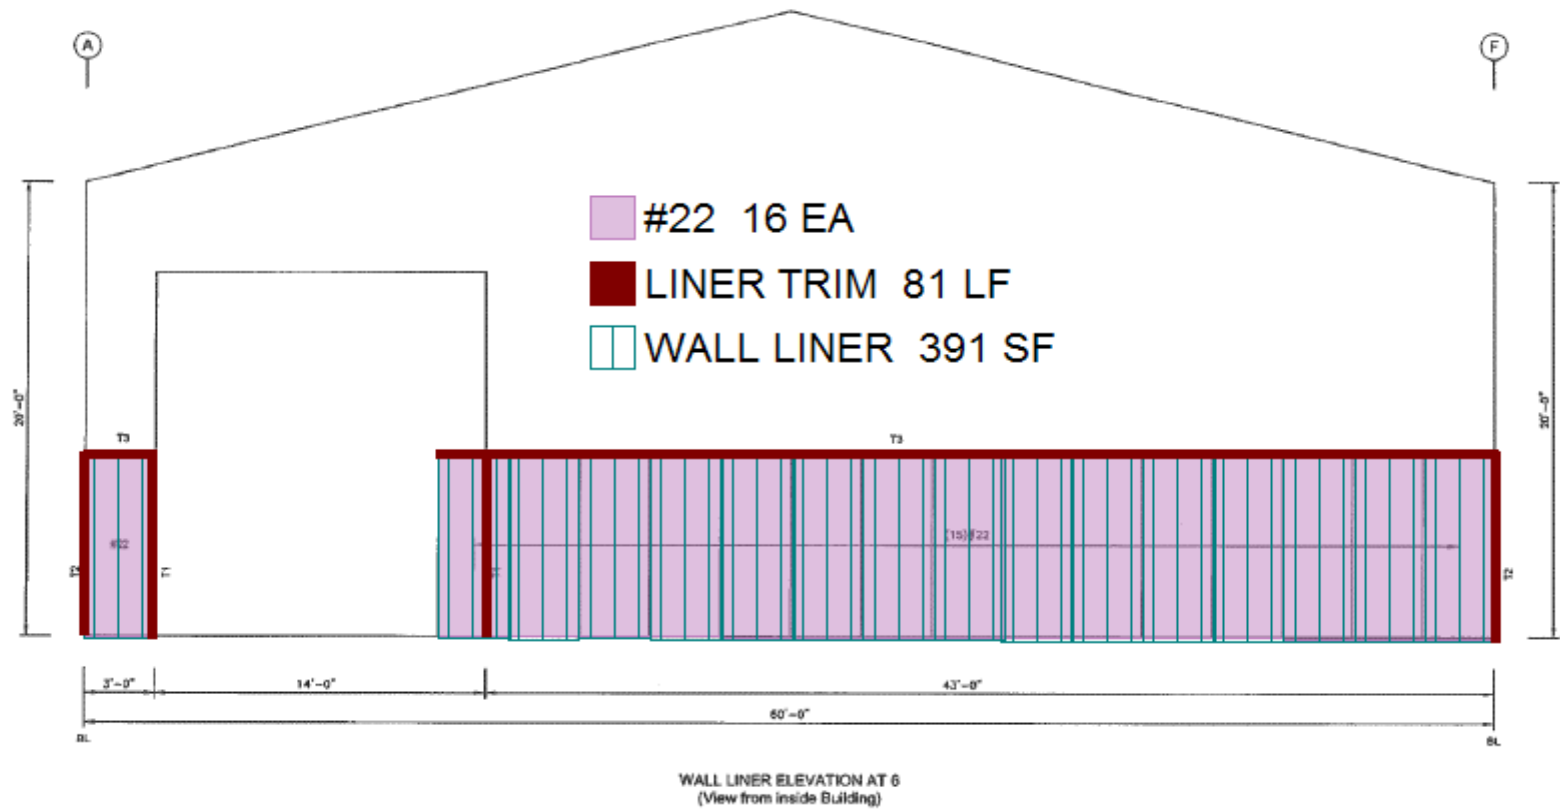 A
F
#22 16 EA
LINER TRIM 81 LF
WALL LINER 391 SF
20'-0"
20'-0"
T3
T3
#22
(15)#22
T2
T1
T1
T2
3'-0"
14'-0"
43'-0"
60'-0"
BL
BL
WALL LINER ELEVATION AT 6
(View from inside Building)